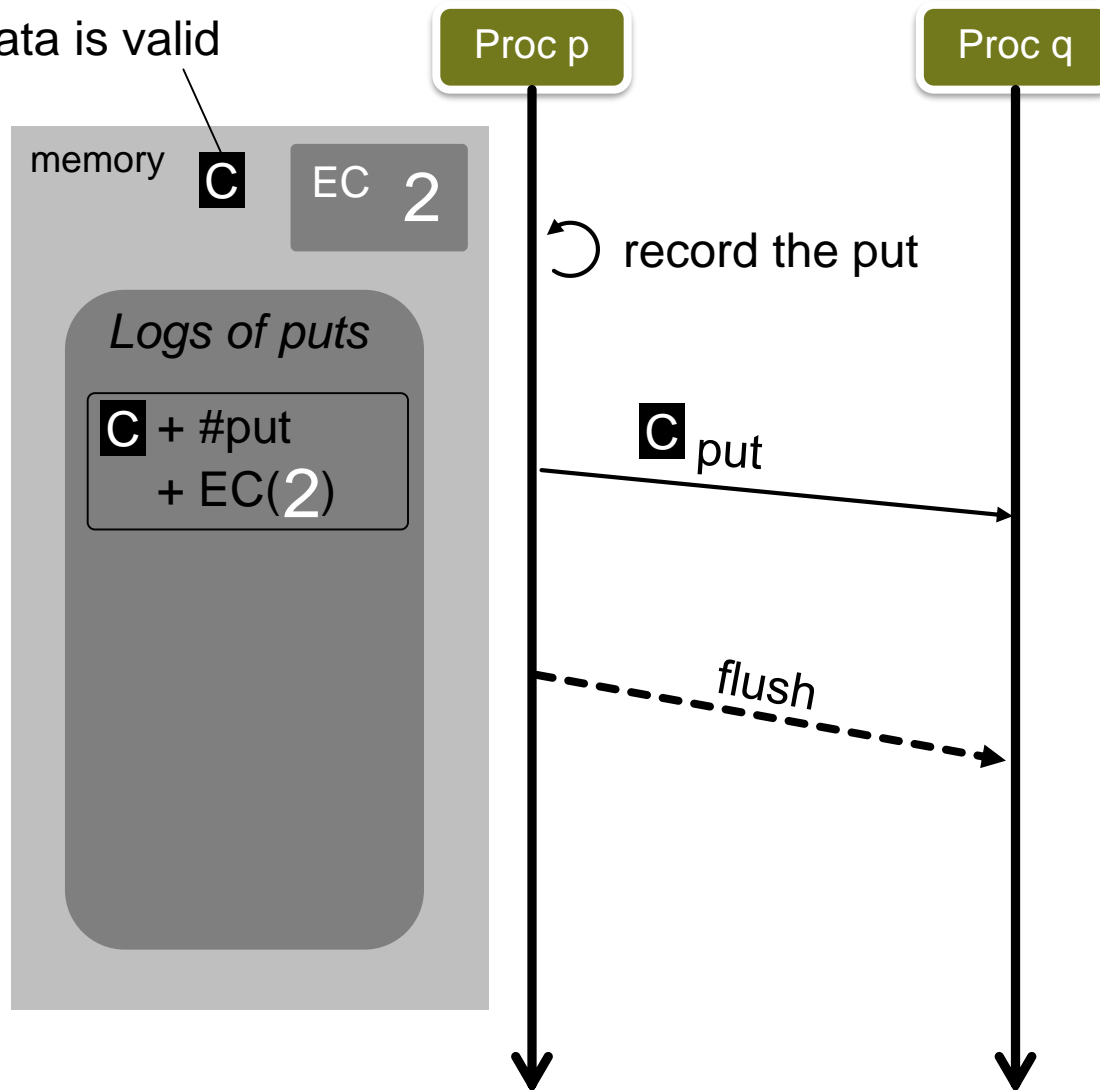 ata is valid
Proc p
Proc q
memory
C
EC 2
record the put
Logs of puts
C + #put
+ EC(2)
C put
flush